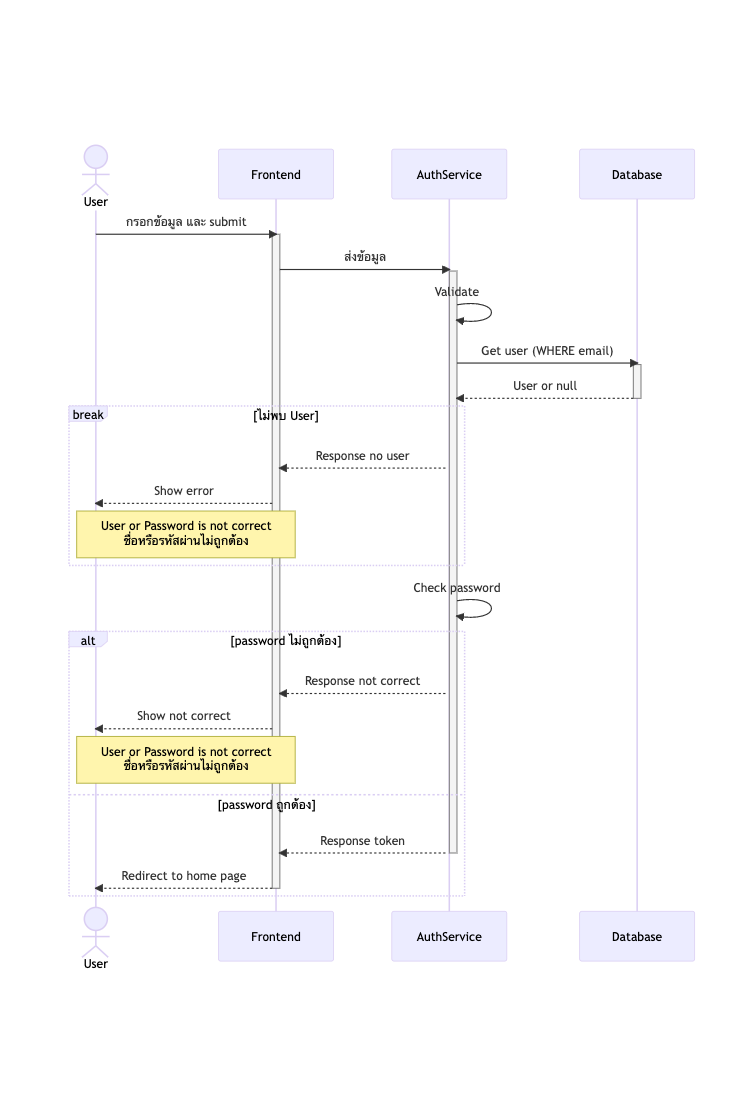 User
Frontend
AuthService
Database
กรอกข้อมูล และ submit
ส่งข้อมูล
Validate
Get user (WHERE email)
User or null
break
[ไม่พบ User]
Response no user
Show error
User or Password is not correct
ชื่อหรือรหัสผ่านไม่ถูกต้อง
Check password
alt
[password ไม่ถูกต้อง]
Response not correct
Show not correct
User or Password is not correct
ชื่อหรือรหัสผ่านไม่ถูกต้อง
[password ถูกต้อง]
Response token
Redirect to home page
User
Frontend
AuthService
Database